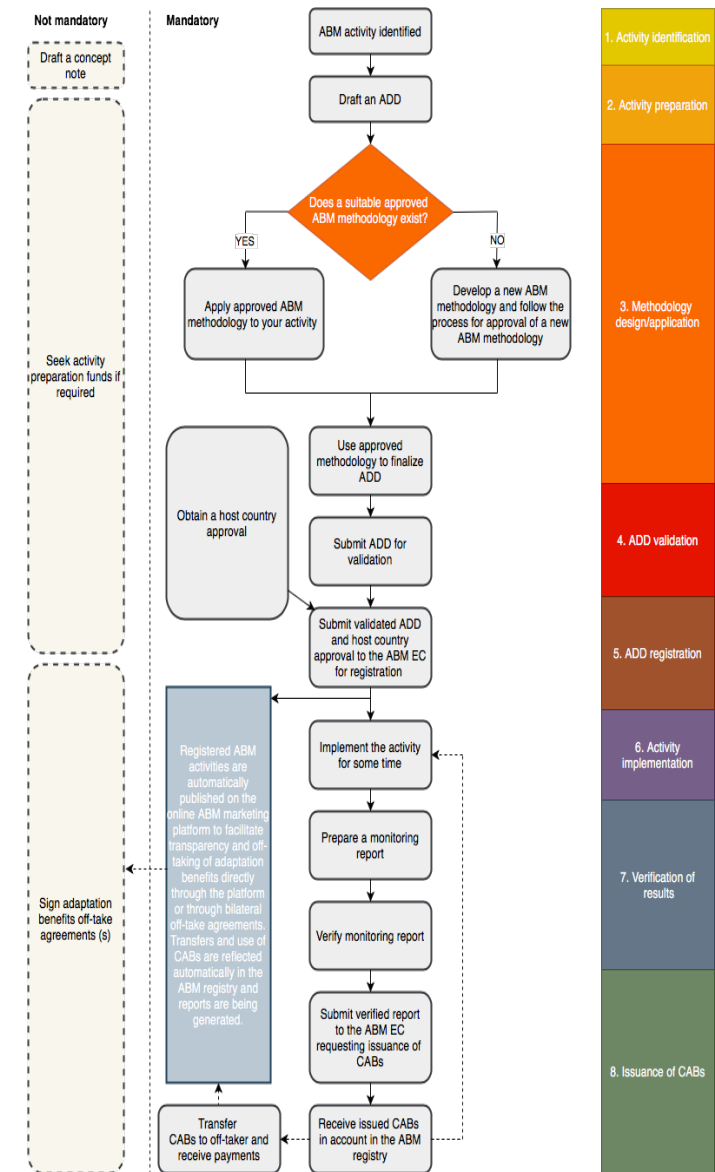 Not mandatory
Mandatory
Draft a concept
note
Seek activity
preparation funds if
required
Sign adaptation
benefits off-take
agreements (s)
ABM activity identified
Draft an ADD
Does a suitable approved
ABM methodology exist?
YES
NO
Apply approved ABM
methodology to your activity
Develop a new ABM
methodology and follow the
process for approval of a new
ABM methodology
Use approved
methodology to finalize
ADD
Obtain a host country
approval
Submit ADD for
validation
Submit validated ADD
and host country
approval to the ABM EC
for registration
Registered ABM
activities are
automatically
published on the
online ABM marketing
platform to facilitate
transparency and off-
taking of adaptation
benefits directly
through the platform
or through bilateral
off-take agreements.
Transfers and use of
CABs are reflected
automatically in the
ABM registry and
reports are being
generated.
Implement the activity
for some time
Prepare a monitoring
report
Verify monitoring report
Submit verified report
to the ABM EC
requesting issuance of
CABs
Transfer
CABs to off-taker and
receive payments
Receive issued CABs
in account in the ABM
registry
1. Activity identification
2. Activity preparation
3. Methodology
design/application
4. ADD validation
5. ADD registration
6. Activity
implementation
7. Verification of
results
8. Issuance of CABs